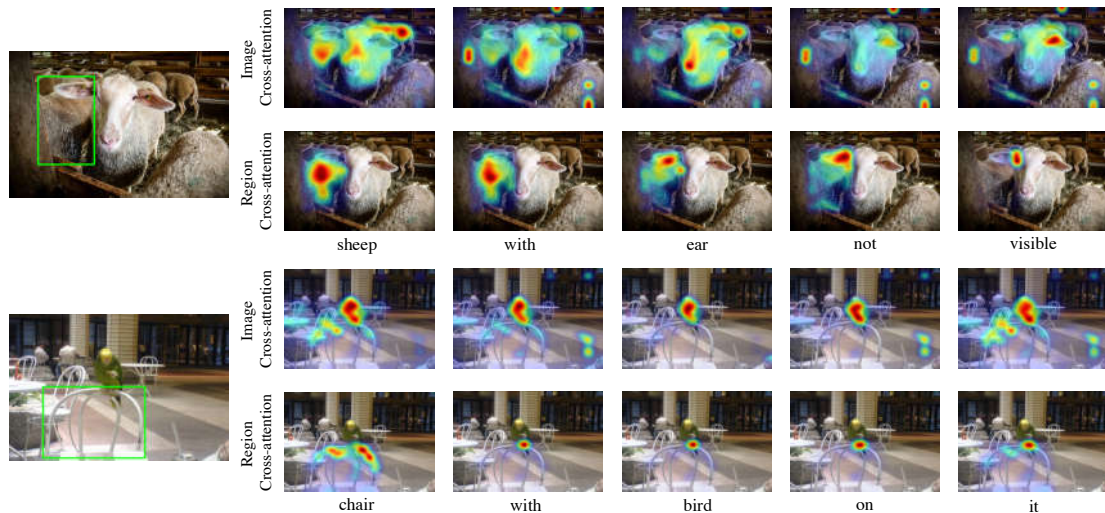 Image
Cross-attention
Region
Cross-attention
sheep with ear not visible
Image
Cross-attention
Region
Cross-attention
chair with bird on it